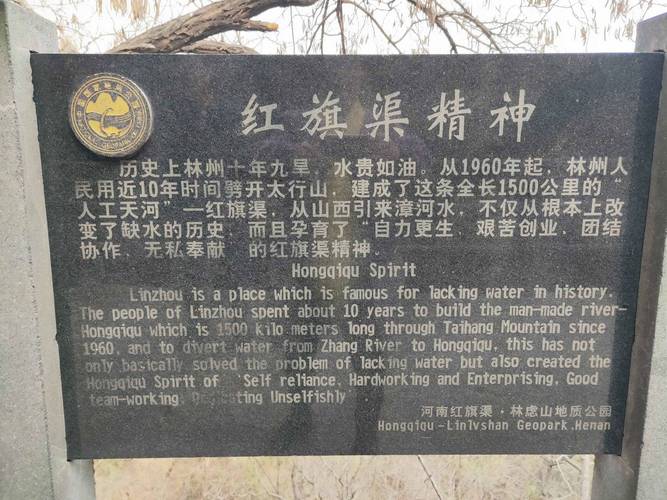 红旗渠精神
历史上林州十年九旱，水贵如油。从1960年起，林州人
民用近10年时间劈开太行山，建成了这条全长1500公里的“
人工天河”—红旗渠，从山西引来漳河水，不仅从根本上改
变了缺水的历史，而且孕育了“自力更生，艰苦创业，团结
协作，无私奉献”的红旗渠精神。
Hongqiqu Spirit
Linzhou is a place which is famous for lacking water in history.
The people of Linzhou spent about 10 years to build the man-made river-
Hongqiqu which is 1500 kilo meters long through Taihang Mountain since
1960, and to divert water from Zhang River to Hongqiqu, this has not
only basically solved the problem of lacking water but also created the
Hongqiqu Spirit of ‘Self reliance, Hardworking and Enterprising, Good
team-working, Dedicating Unselfishly’.
河南红旗渠·林虑山地质公园
Hongqiqu-Linlvshan Geopark,Henan